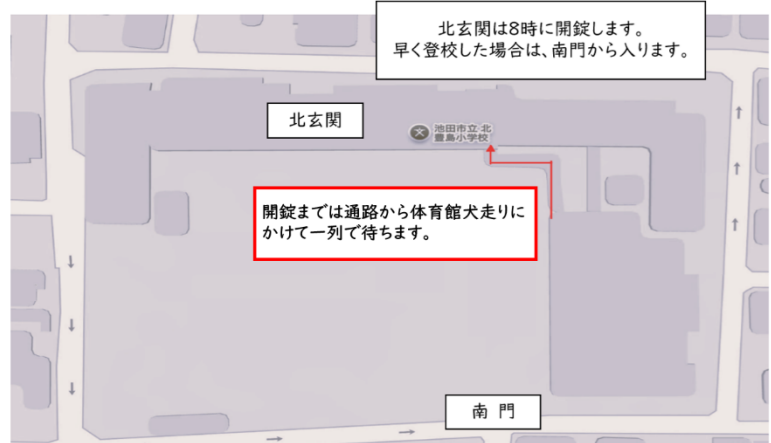 北玄関は8時に開錠します。
早く登校した場合は、南門から入ります。
北玄関
池田市立北
豊島小学校
開錠までは通路から体育館犬走りに
かけて一列で待ちます。
南 門